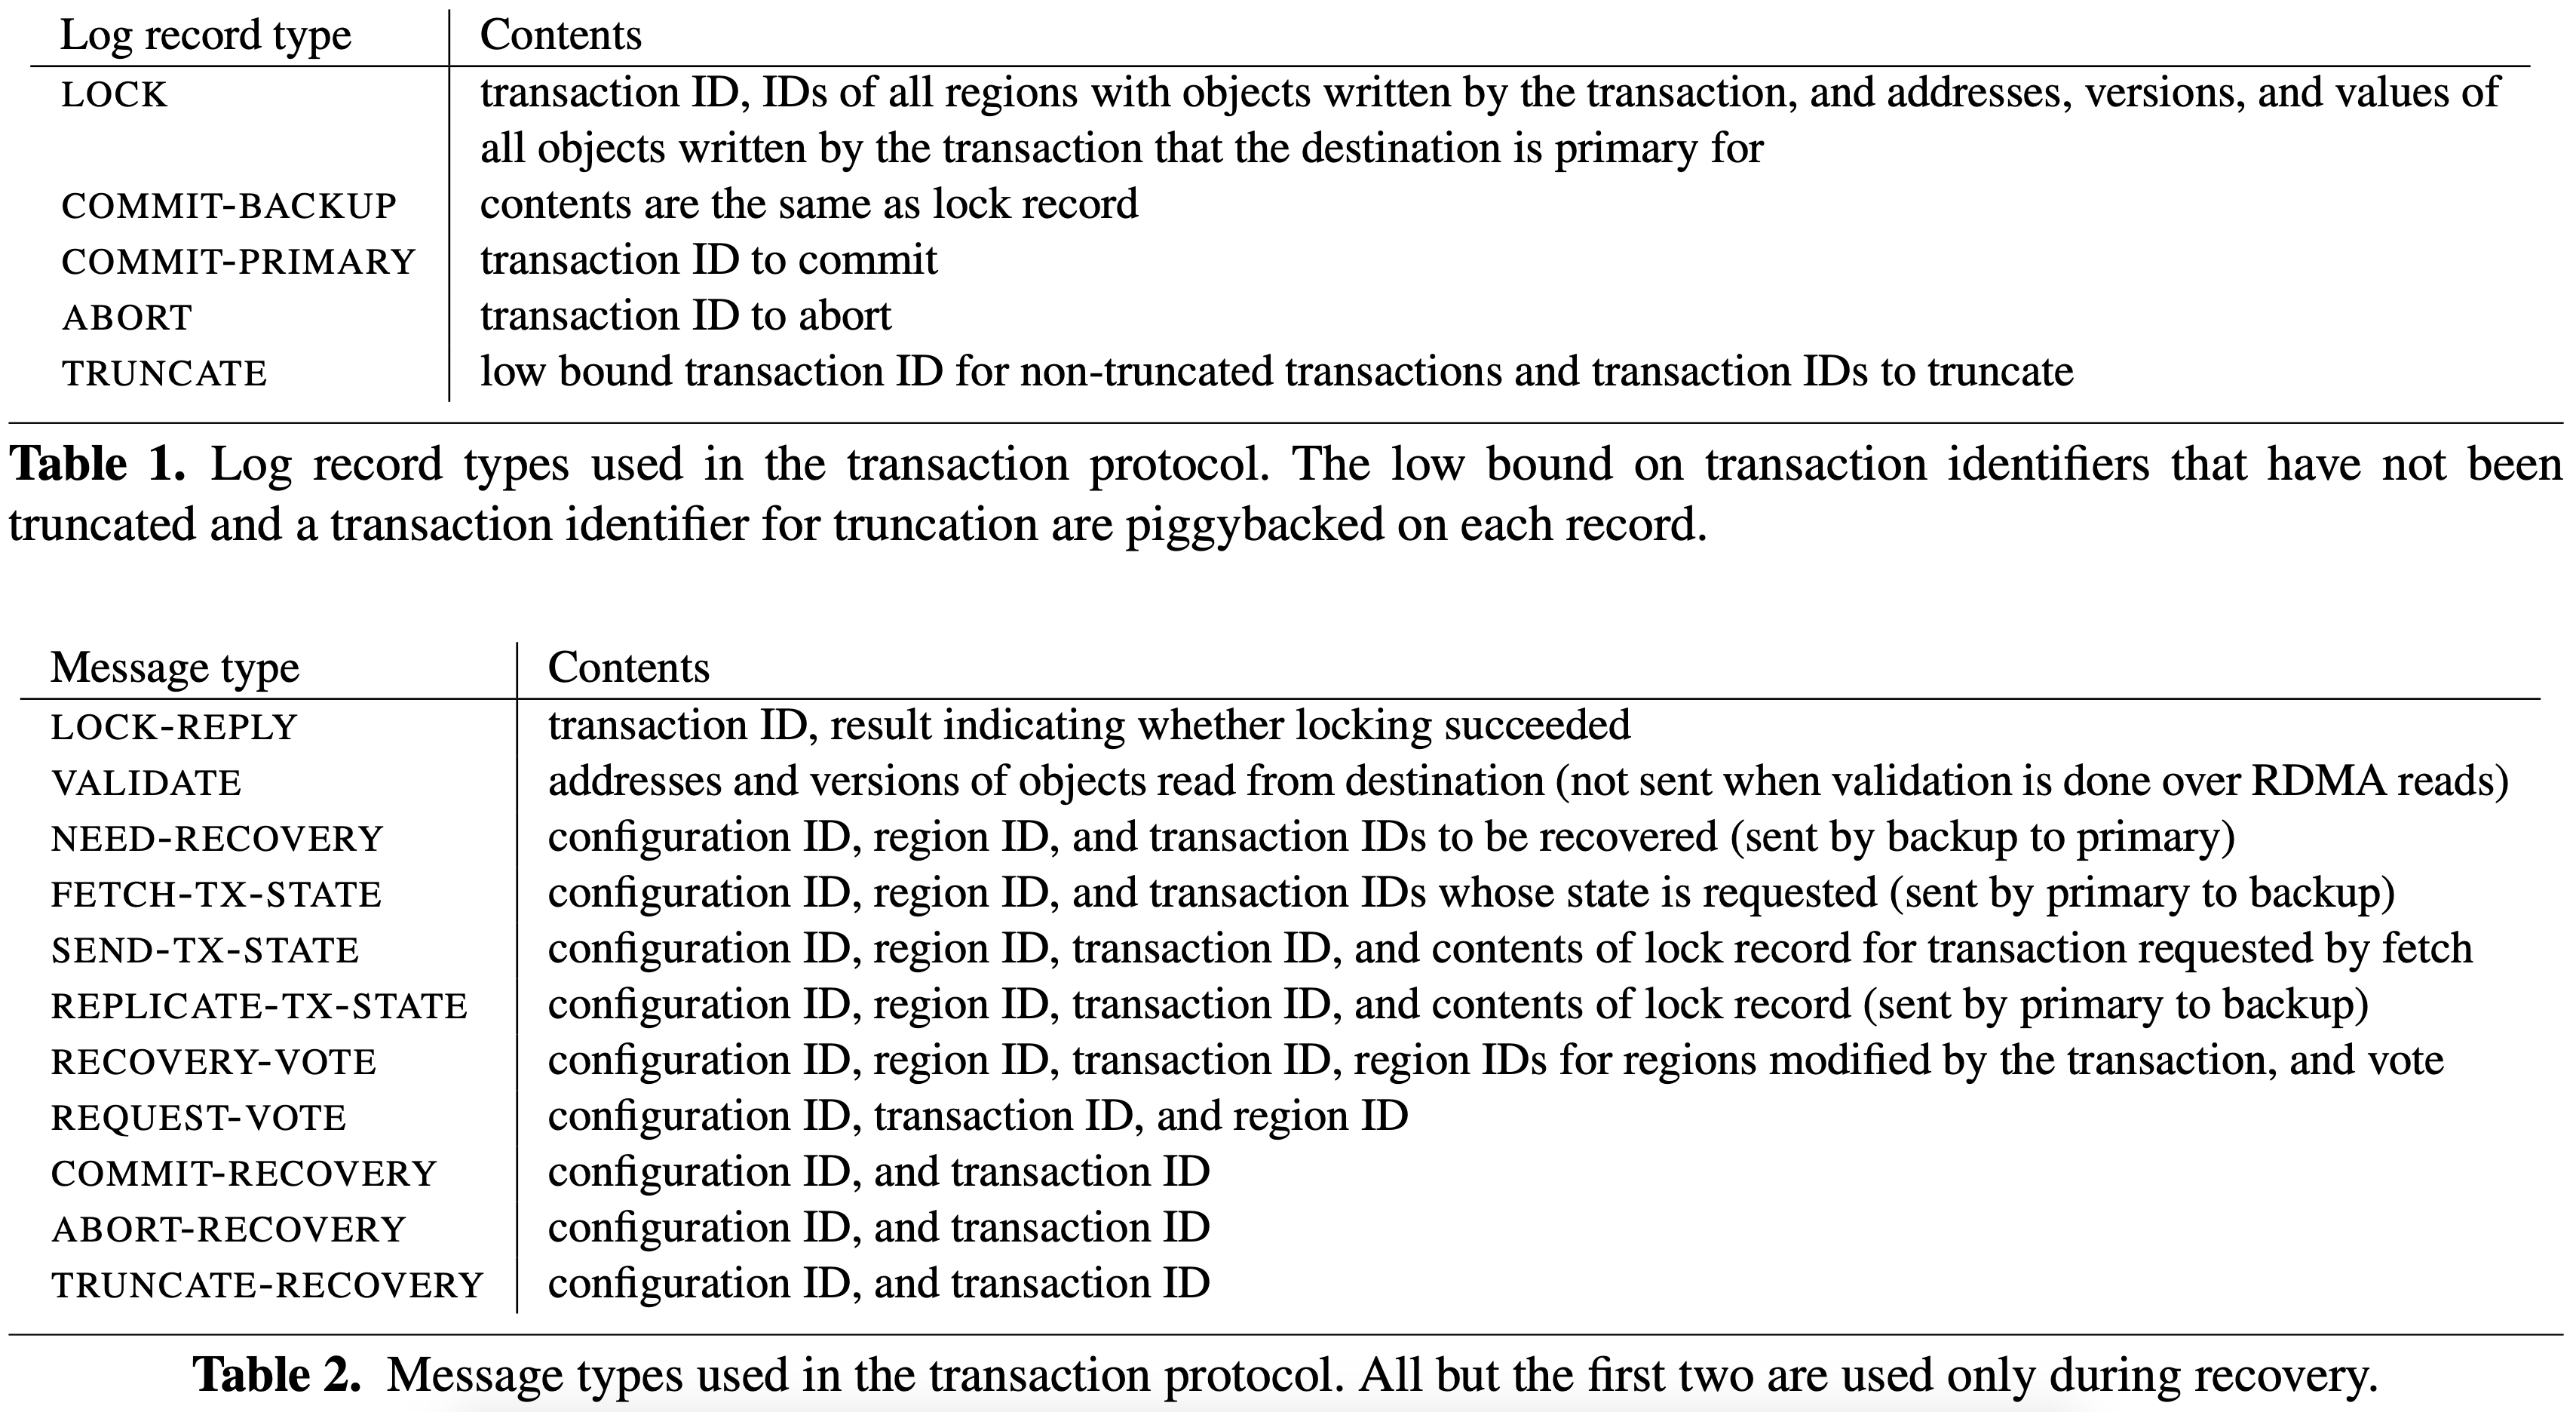 Log record type Contents
LOCK transaction ID, IDs of all regions with objects written by the transaction, and addresses, versions, and values of
all objects written by the transaction that the destination is primary for
COMMIT-BACKUP contents are the same as lock record
COMMIT-PRIMARY transaction ID to commit
ABORT transaction ID to abort
TRUNCATE low bound transaction ID for non-truncated transactions and transaction IDs to truncate
Table 1. Log record types used in the transaction protocol. The low bound on transaction identifiers that have not been
truncated and a transaction identifier for truncation are piggybacked on each record.
Message type Contents
LOCK-REPLY transaction ID, result indicating whether locking succeeded
VALIDATE addresses and versions of objects read from destination (not sent when validation is done over RDMA reads)
NEED-RECOVERY configuration ID, region ID, and transaction IDs to be recovered (sent by backup to primary)
FETCH-TX-STATE configuration ID, region ID, and transaction IDs whose state is requested (sent by primary to backup)
SEND-TX-STATE configuration ID, region ID, transaction ID, and contents of lock record for transaction requested by fetch
REPLICATE-TX-STATE configuration ID, region ID, transaction ID, and contents of lock record (sent by primary to backup)
RECOVERY-VOTE configuration ID, region ID, transaction ID, region IDs for regions modified by the transaction, and vote
REQUEST-VOTE configuration ID, transaction ID, and region ID
COMMIT-RECOVERY configuration ID, and transaction ID
ABORT-RECOVERY configuration ID, and transaction ID
TRUNCATE-RECOVERY configuration ID, and transaction ID
Table 2. Message types used in the transaction protocol. All but the first two are used only during recovery.